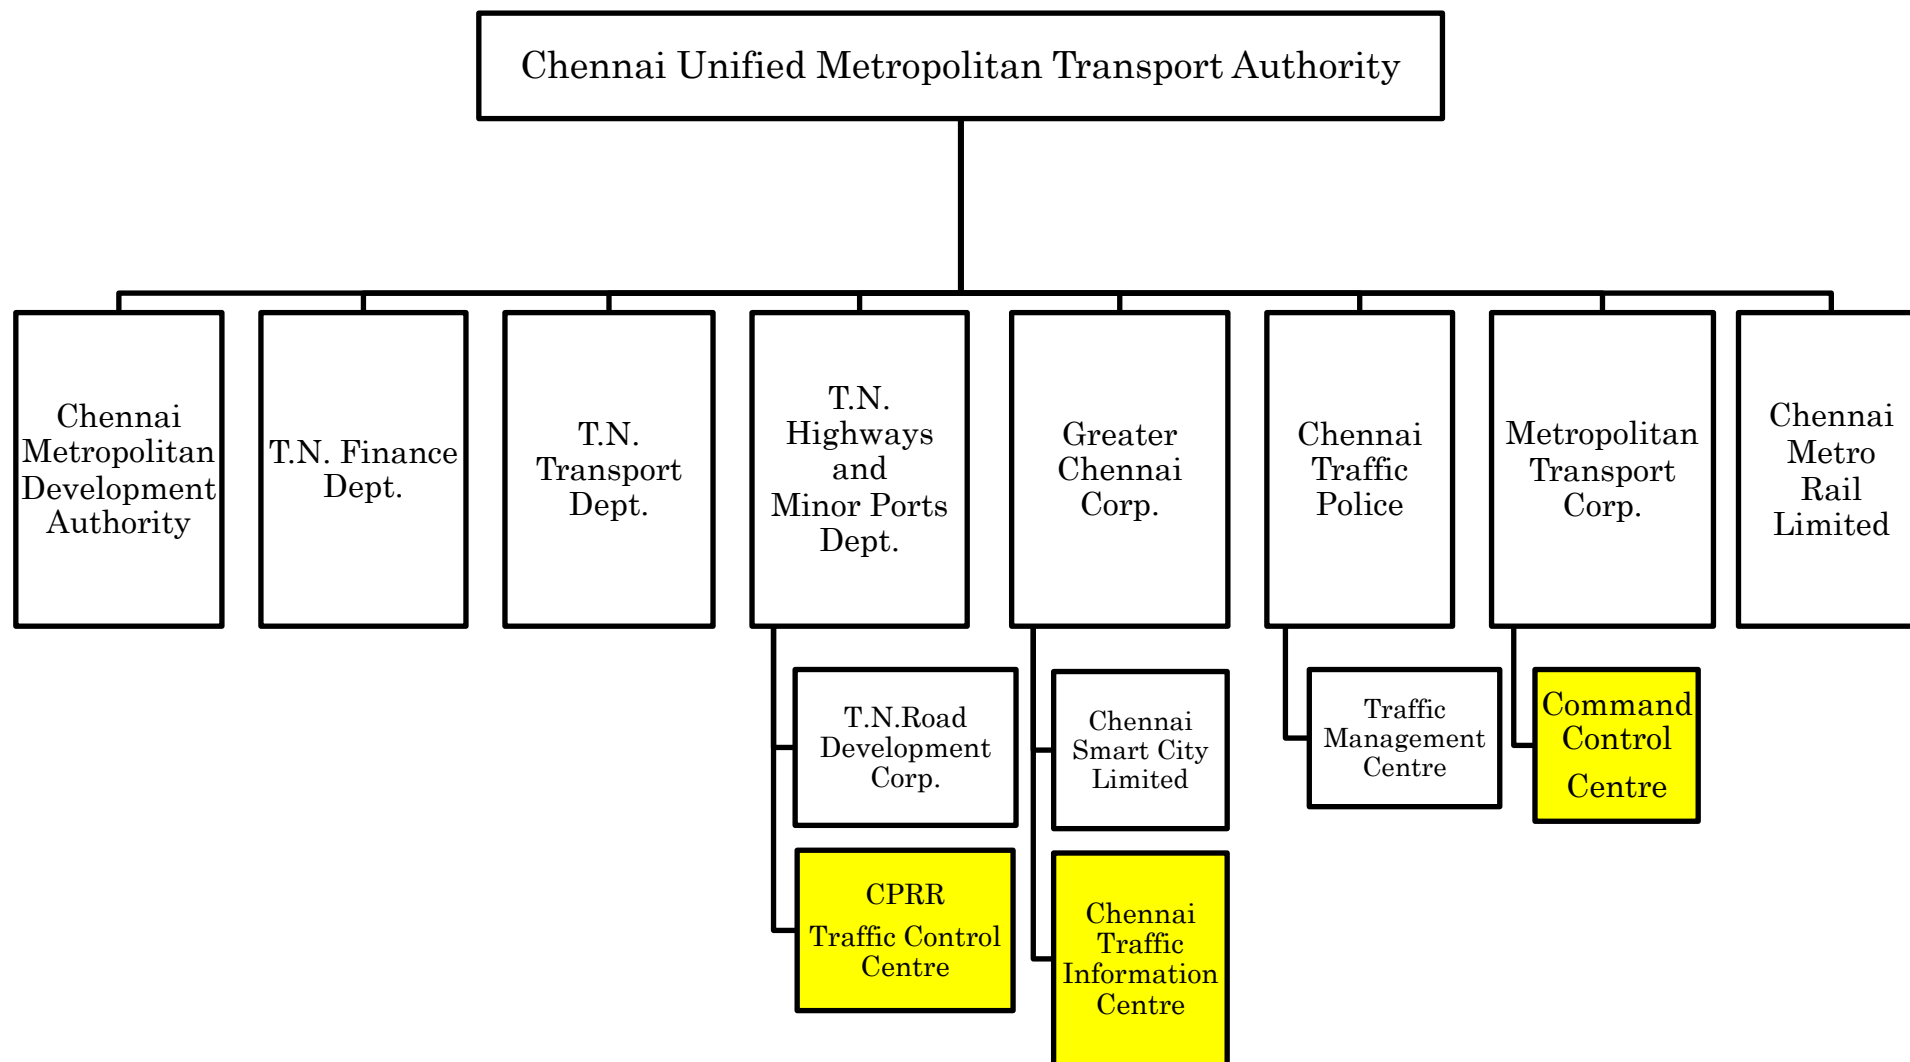 Chennai Unified Metropolitan Transport Authority
Chennai
Metropolitan
Development
Authority
T.N. Finance
Dept.
T.N.
Transport
Dept.
T.N.
Highways
and
Minor Ports
Dept.
Greater
Chennai
Corp.
Chennai
Traffic
Police
Metropolitan
Transport
Corp.
Chennai
Metro
Rail
Limited
T.N.Road
Development
Corp.
CPRR
Traffic Control
Centre
Chennai
Smart City
Limited
Chennai
Traffic
Information
Centre
Traffic
Management
Centre
Command
Control
Centre